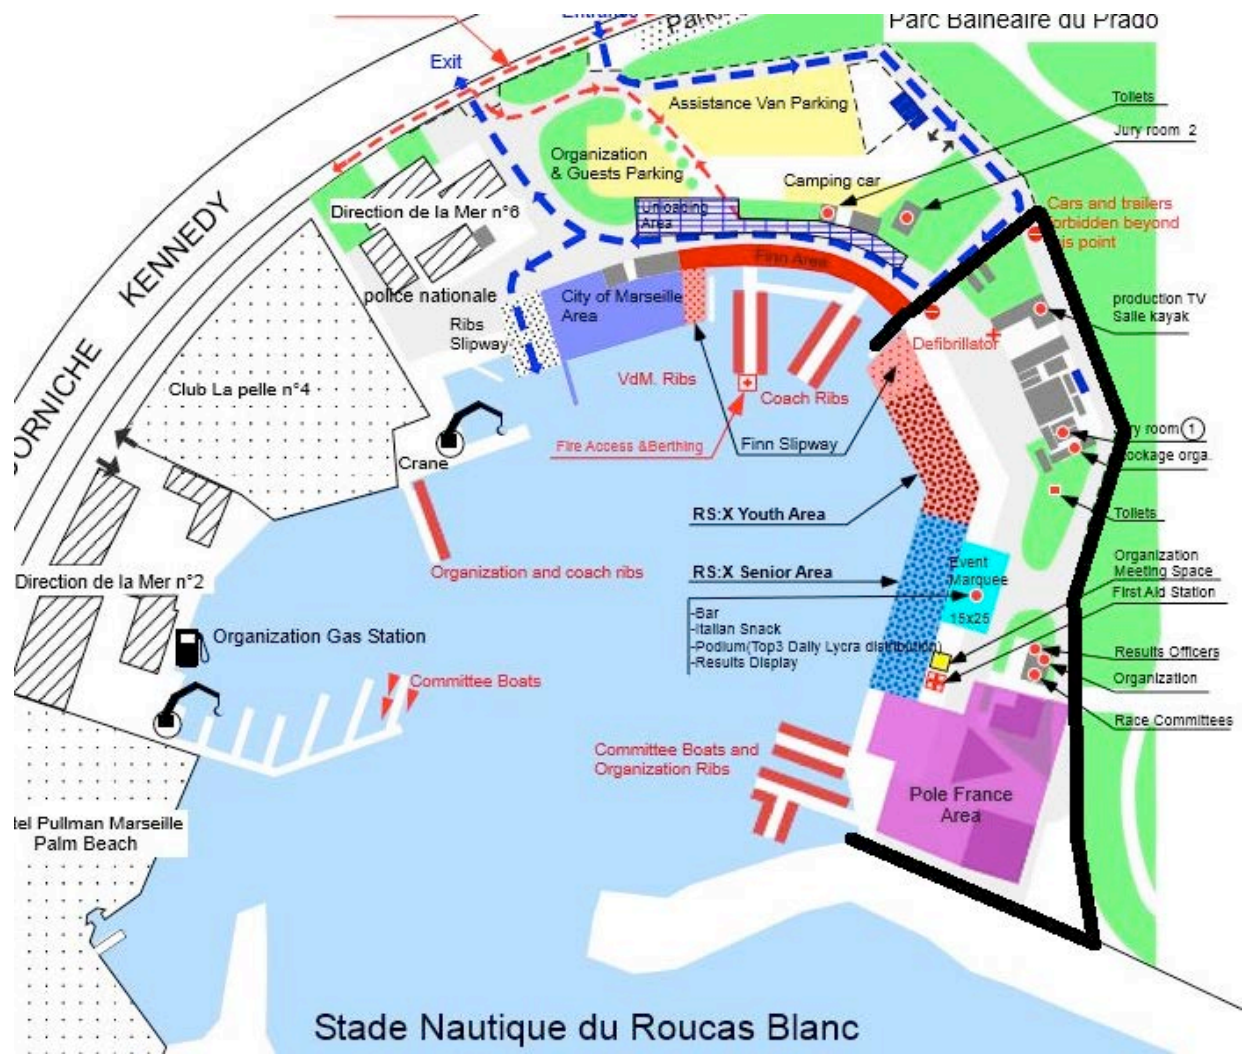 Parc Balneaire du Prado
Exit
Assistance Van Parking
Toilets
Jury room 2
Organization
& Guests Parking
Camping car
Unloading
Area
Cars and trailers
forbidden beyond
this point
Direction de la Mer n°6
CORNICHE KENNEDY
Finn Area
police nationale
City of Marseille
Area
Ribs
Slipway
production TV
Salle kayak
Defibrillator
VdM. Ribs
Coach Ribs
Club La pelle n°4
Fire Access &Berthing
Finn Slipway
Jury room 1
Stockage orga.
Crane
RS:X Youth Area
Tollets
Organization and coach ribs
RS:X Senior Area
Event
Marquee
15x25
Organization
Meeting Space
First Aid Station
Direction de la Mer n°2
-Bar
-Italian Snack
-Podium(Top3 Daily Lycra distribution)
-Results Display
Organization Gas Station
Results Officers
Organization
Race Committees
Committee Boats
Committee Boats and
Organization Ribs
Pole France
Area
tel Pullman Marseille
Palm Beach
Stade Nautique du Roucas Blanc